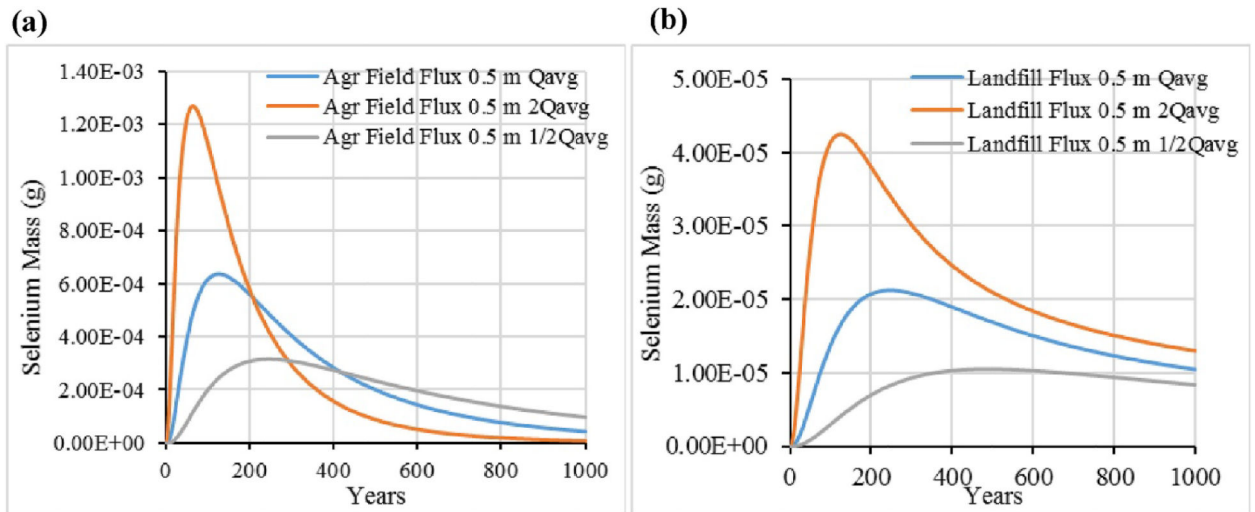 (a)
1.40E-03
1.20E-03
1.00E-03
8.00E-04
6.00E-04
4.00E-04
2.00E-04
0.00E+00
Selenium Mass (g)
Agr Field Flux 0.5 m Qavg
Agr Field Flux 0.5 m 2Qavg
Agr Field Flux 0.5 m 1/2Qavg
0 200 400 600 800 1000
Years
(b)
5.00E-05
4.00E-05
3.00E-05
2.00E-05
1.00E-05
0.00E+00
Selenium Mass (g)
Landfill Flux 0.5 m Qavg
Landfill Flux 0.5 m 2Qavg
Landfill Flux 0.5 m 1/2Qavg
0 200 400 600 800 1000
Years